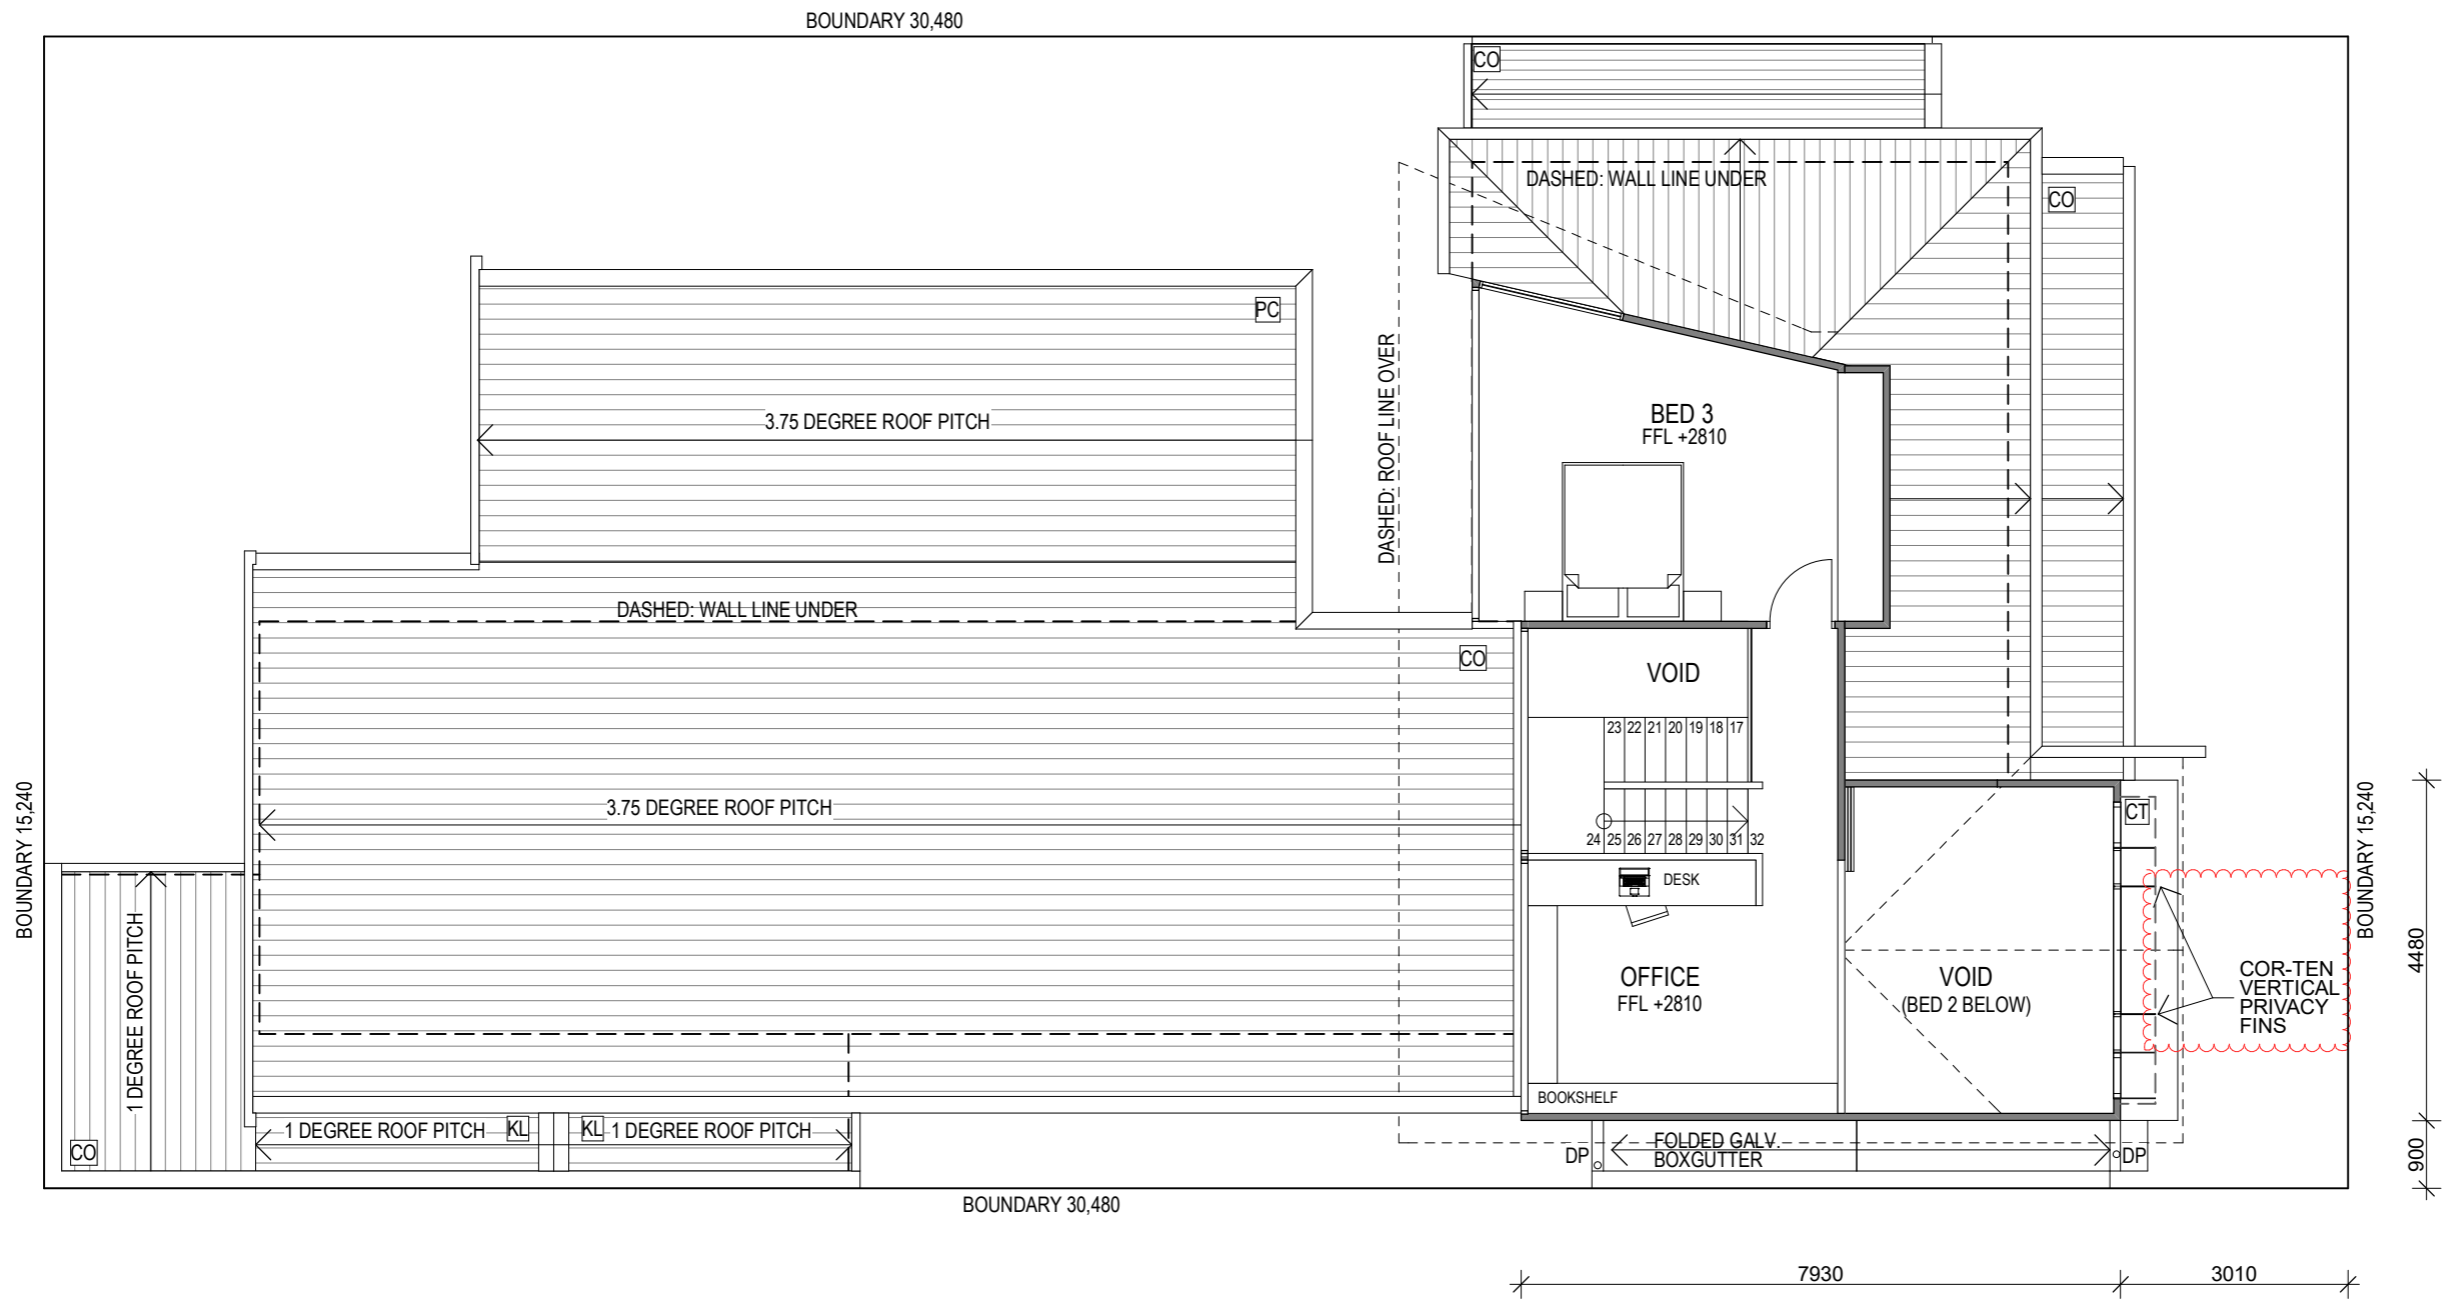 BOUNDARY 30,480
CO
DASHED: WALL LINE UNDER
CO
PC
DASHED: ROOF LINE OVER
3.75 DEGREE ROOF PITCH
BED 3
FFL +2810
DASHED: WALL LINE UNDER
CO
VOID
23 22 21 20 19 18 17
3.75 DEGREE ROOF PITCH
24 25 26 27 28 29 30 31 32
CT
BOUNDARY 15,240
BOUNDARY 15,240
DESK
4480
1 DEGREE ROOF PITCH
OFFICE
FFL +2810
VOID
(BED 2 BELOW)
COR-TEN
VERTICAL
PRIVACY
FINS
BOOKSHELF
CO
1 DEGREE ROOF PITCH
KL
KL
1 DEGREE ROOF PITCH
DP
FOLDED GALV.
BOXGUTTER
DP
900
BOUNDARY 30,480
7930
3010